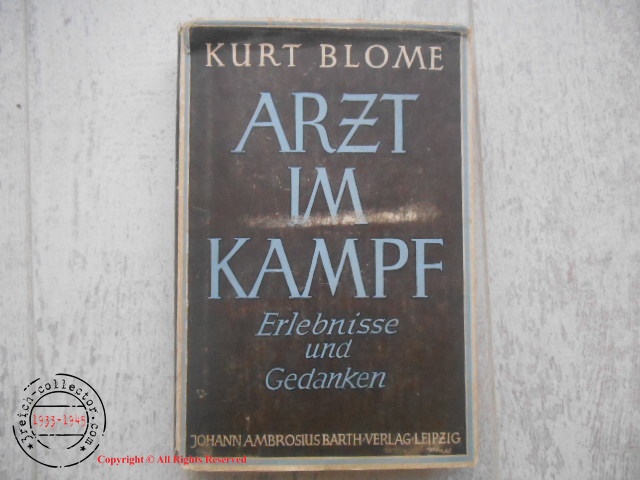 KURT BLOME
ARZT
IM
KAMPF
Erlebnisse
und
Gedanken
JOHANN AMBROSIUS BARTH·VERLAG·LEIPZIG
3reich-collector.com
1933-1945
Copyright © All Rights Reserved